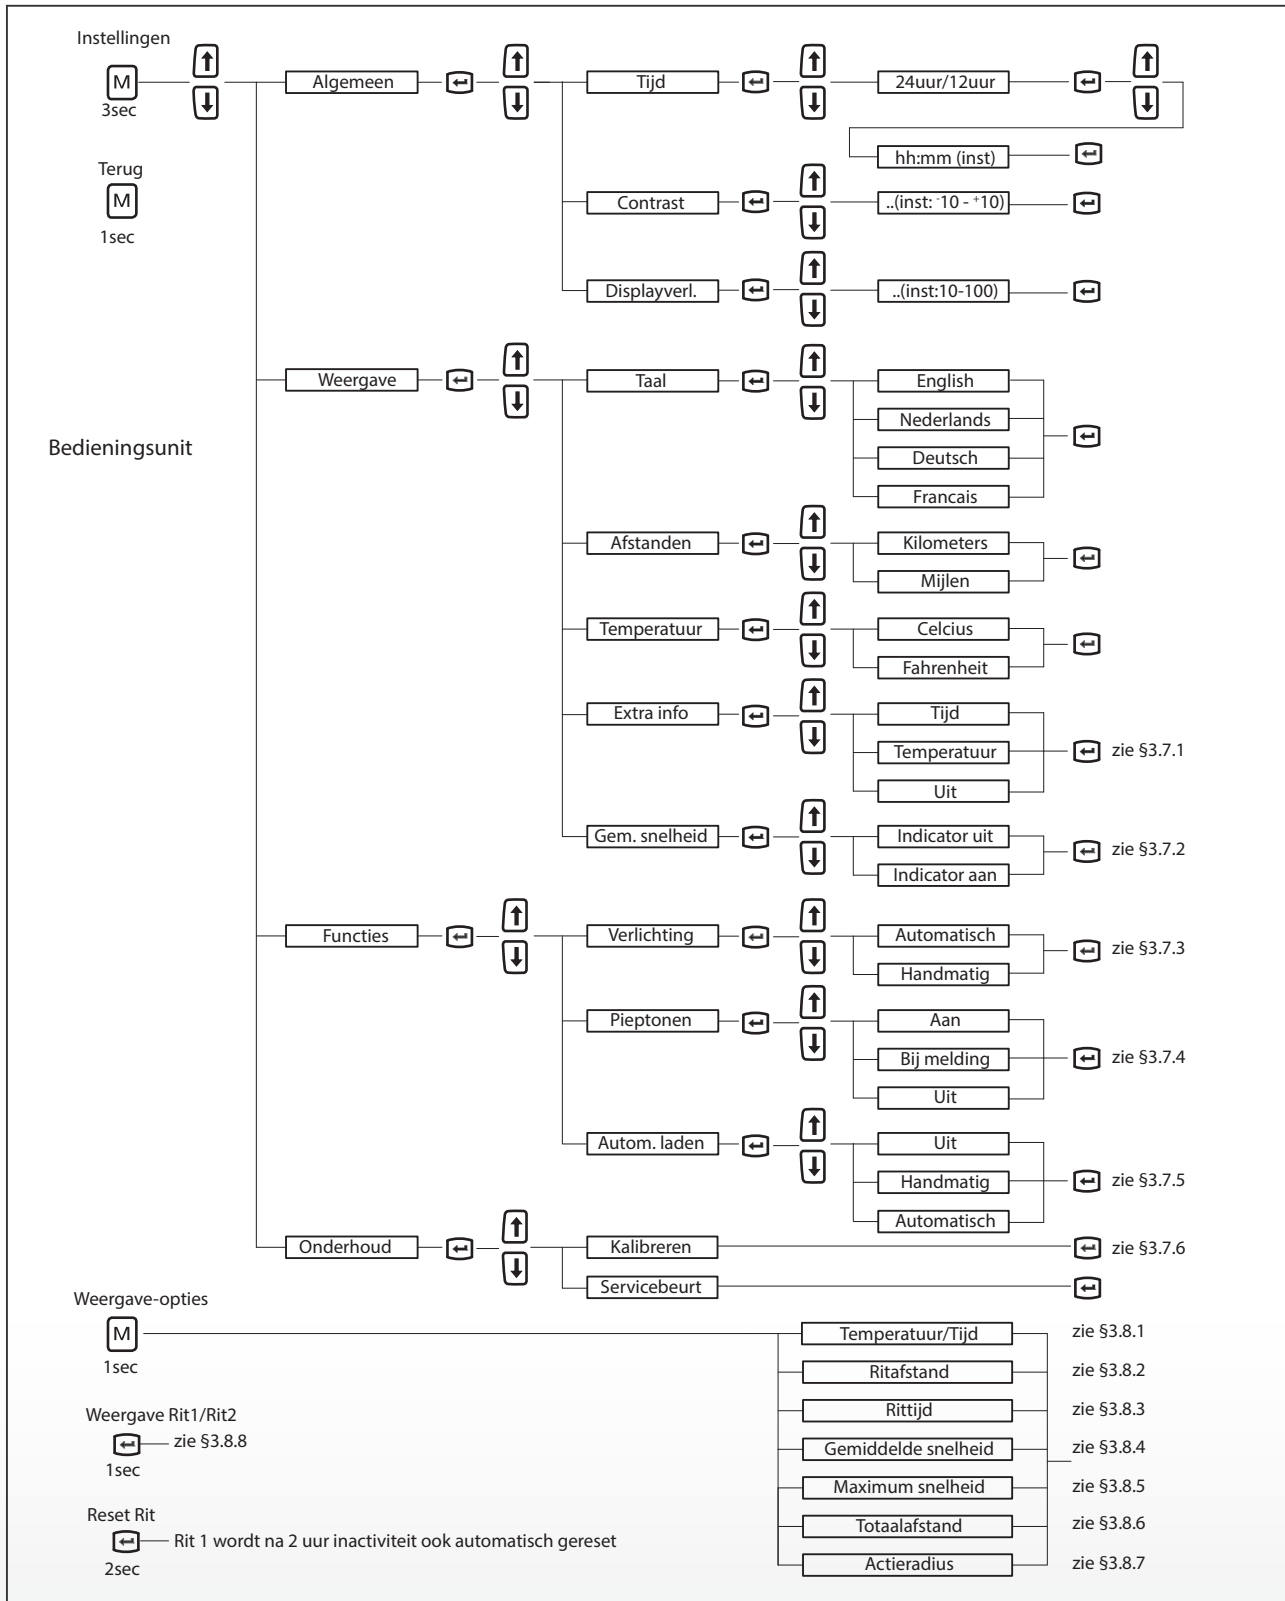 Instellingen
M
3sec
Algemeen
Tijd
24uur/12uur
hh:mm (inst)
Terug
M
1sec
Contrast
..(inst: -10 - +10)
Displayverl.
..(inst:10-100)
Weergave
Taal
English
Nederlands
Deutsch
Francais
Bedieningsunit
Afstanden
Kilometers
Mijlen
Temperatuur
Celcius
Fahrenheit
Extra info
Tijd
Temperatuur
Uit
zie §3.7.1
Gem. snelheid
Indicator uit
Indicator aan
zie §3.7.2
Functies
Verlichting
Automatisch
Handmatig
zie §3.7.3
Pieptonen
Aan
Bij melding
Uit
zie §3.7.4
Autom. laden
Uit
Handmatig
Automatisch
zie §3.7.5
Onderhoud
Kalibreren
zie §3.7.6
Servicebeurt
Weergave-opties
M
1sec
Temperatuur/Tijd
zie §3.8.1
Ritafstand
zie §3.8.2
Rittijd
zie §3.8.3
Gemiddelde snelheid
zie §3.8.4
Maximum snelheid
zie §3.8.5
Totaalafstand
zie §3.8.6
Actieradius
zie §3.8.7
Weergave Rit1/Rit2
zie §3.8.8
1sec
Reset Rit
Rit 1 wordt na 2 uur inactiviteit ook automatisch gereset
2sec